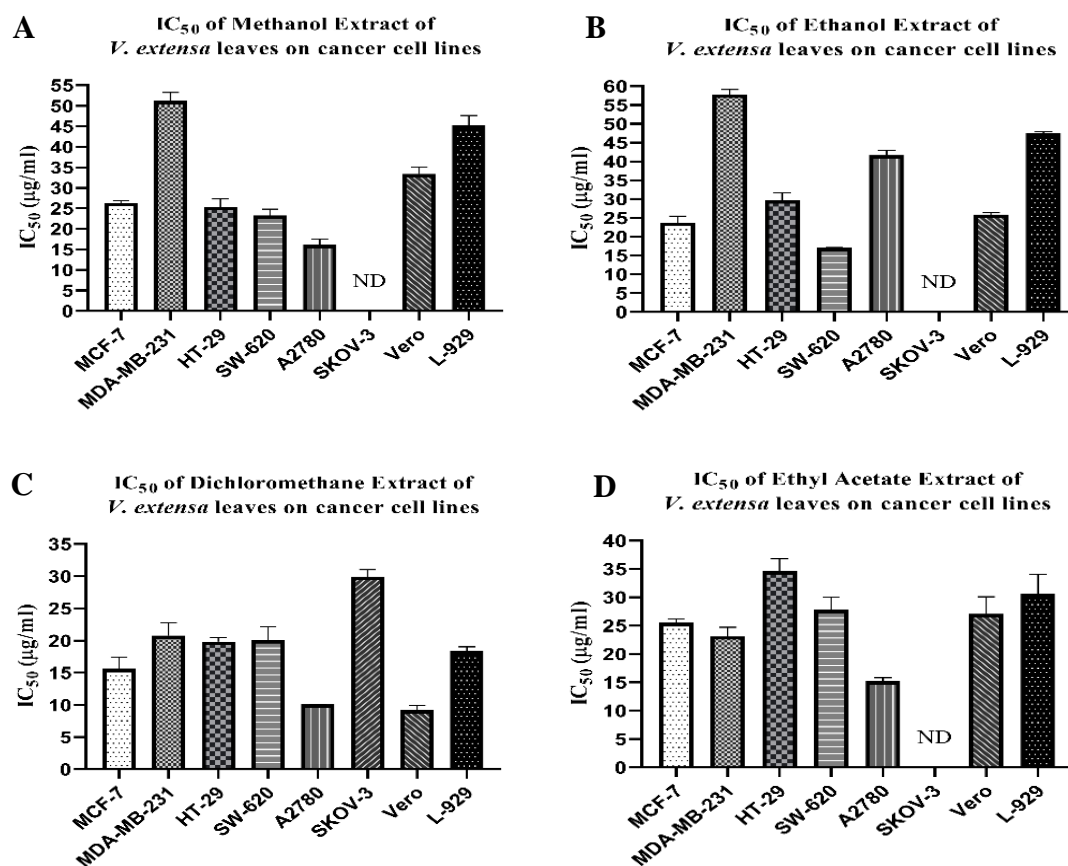 A
IC50 of Methanol Extract of
V. extensa leaves on cancer cell lines
IC50 (µg/ml)
55
50
45
40
35
30
25
20
15
10
5
0
ND
MCF-7
MDA-MB-231
HT-29
SW-620
A2780
SKOV-3
Vero
L-929
B
IC50 of Ethanol Extract of
V. extensa leaves on cancer cell lines
IC50 (µg/ml)
60
55
50
45
40
35
30
25
20
15
10
5
0
ND
MCF-7
MDA-MB-231
HT-29
SW-620
A2780
SKOV-3
Vero
L-929
C
IC50 of Dichloromethane Extract of
V. extensa leaves on cancer cell lines
IC50 (µg/ml)
35
30
25
20
15
10
5
0
MCF-7
MDA-MB-231
HT-29
SW-620
A2780
SKOV-3
Vero
L-929
D
IC50 of Ethyl Acetate Extract of
V. extensa leaves on cancer cell lines
IC50 (µg/ml)
40
35
30
25
20
15
10
5
0
ND
MCF-7
MDA-MB-231
HT-29
SW-620
A2780
SKOV-3
Vero
L-929